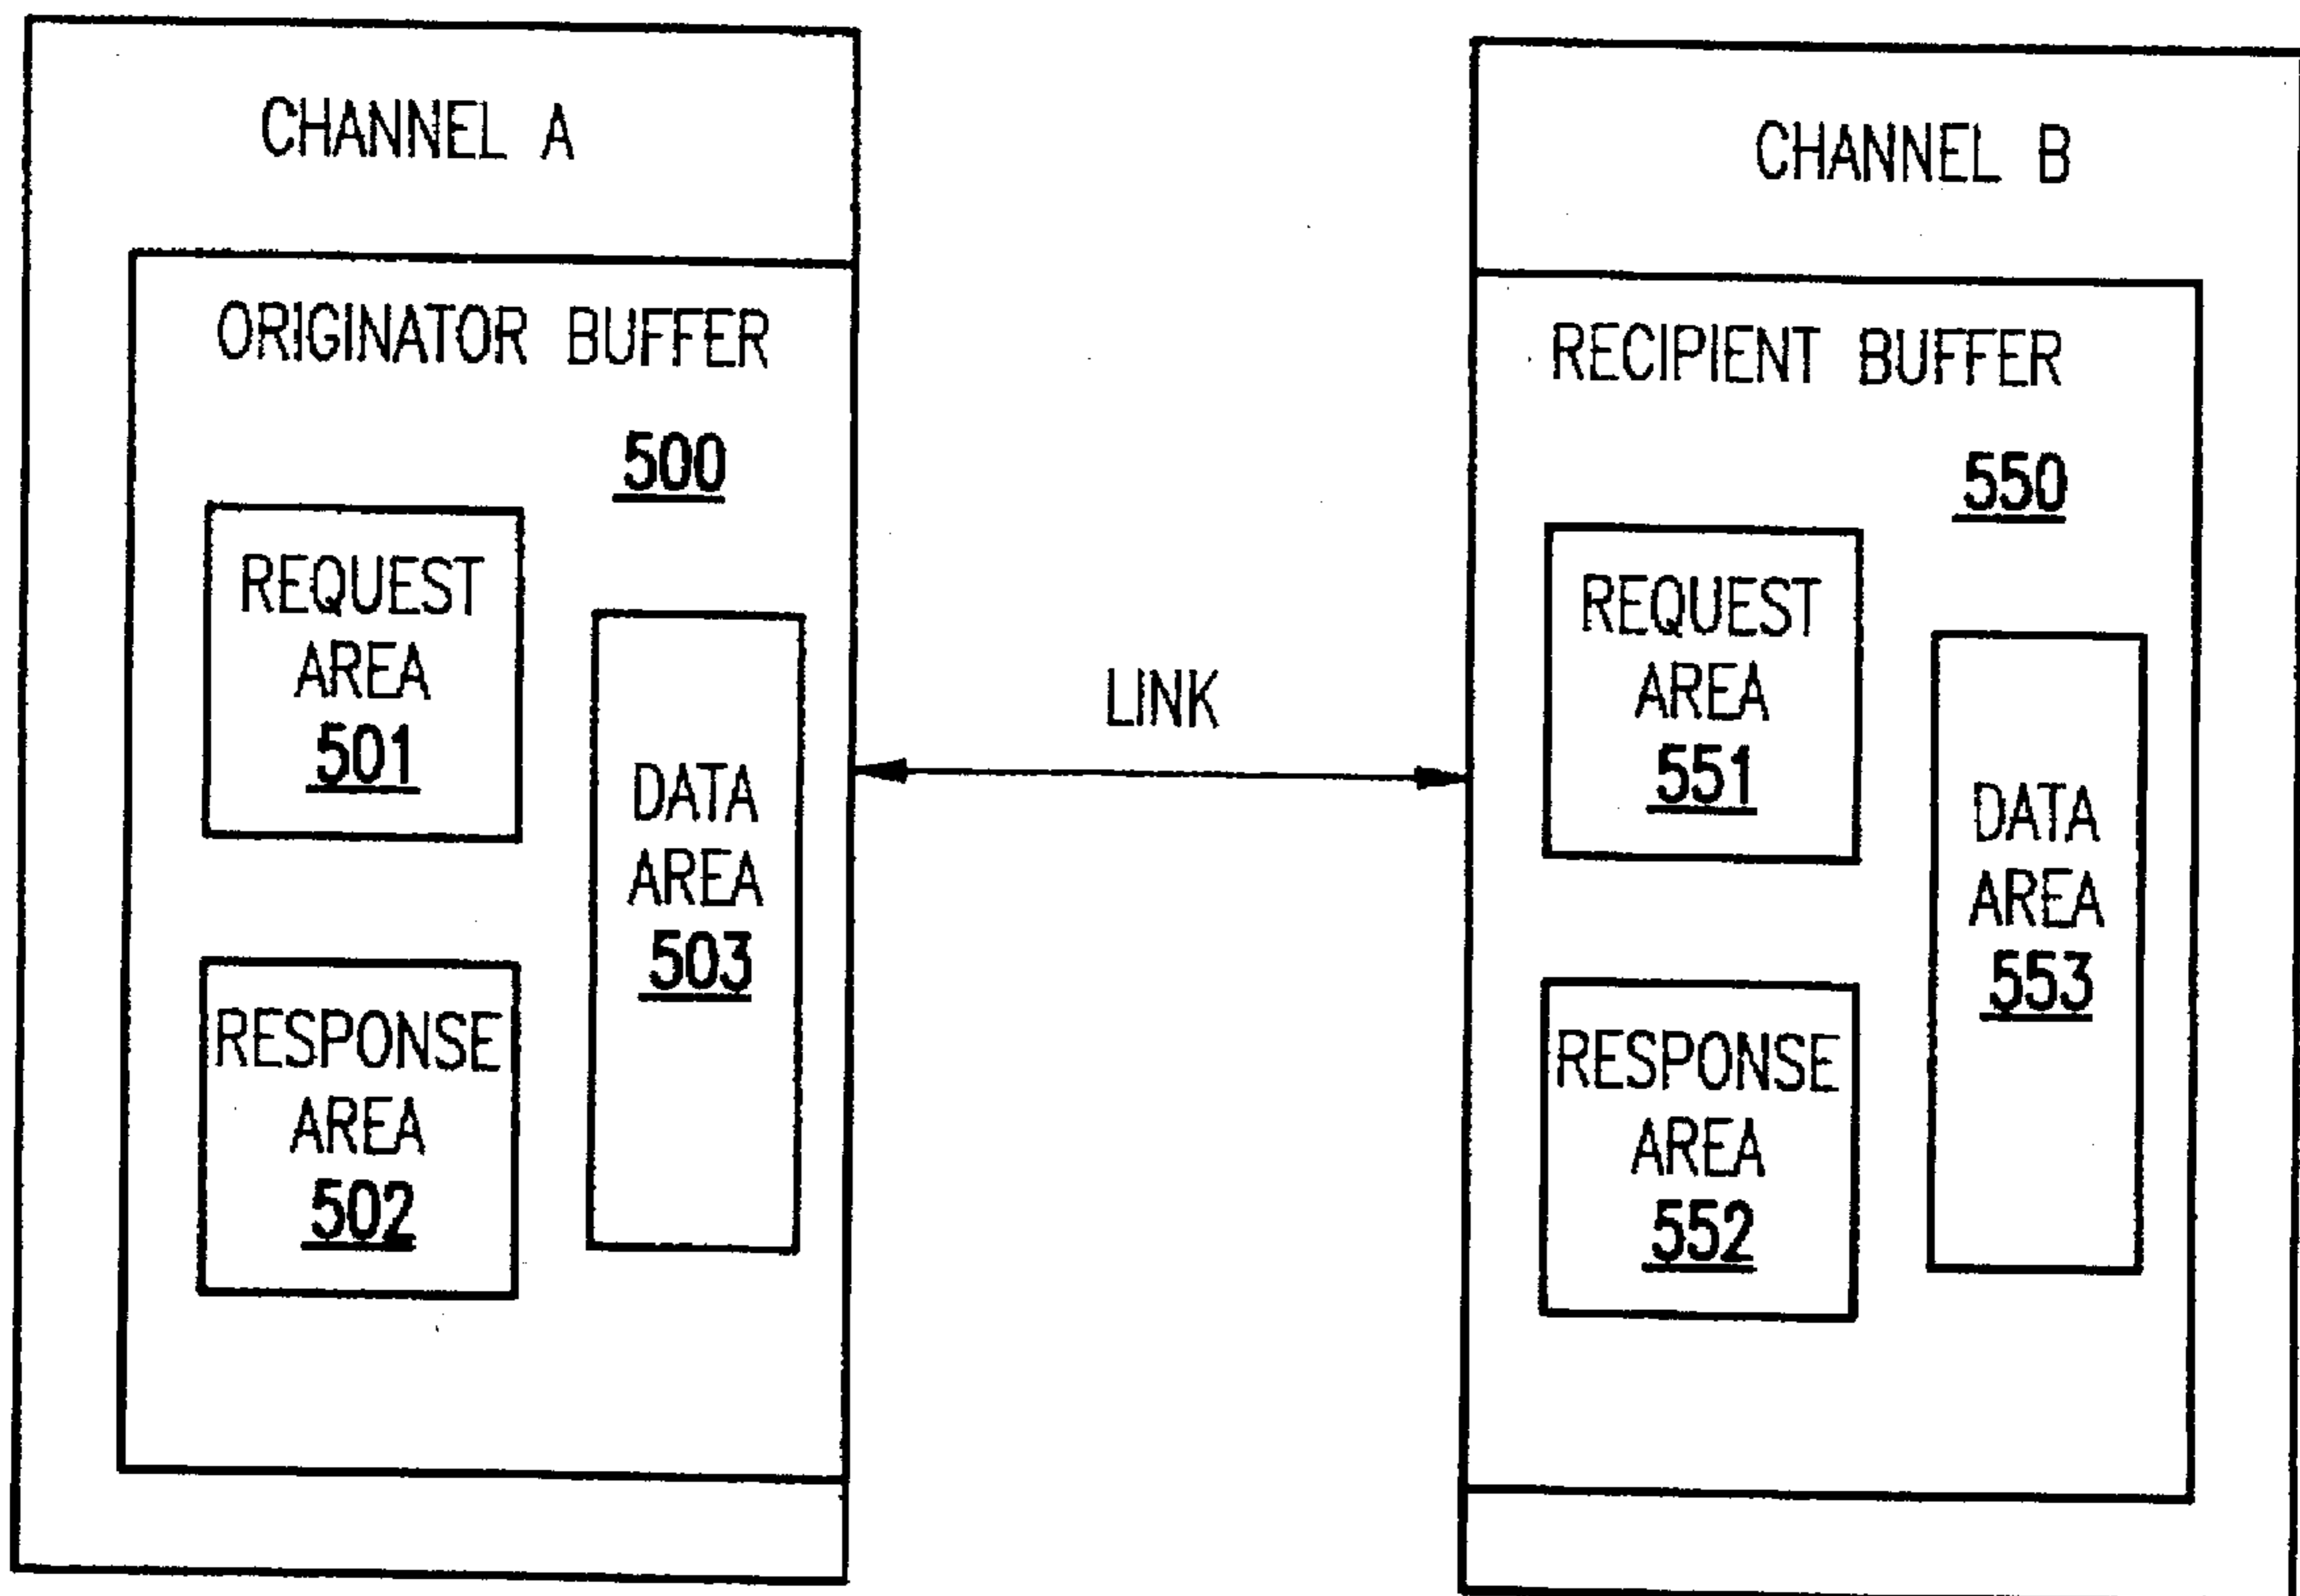 CHANNEL A
ORIGINATOR BUFFER
500
REQUEST
AREA
501
DATA
AREA
503
RESPONSE
AREA
502
LINK
CHANNEL B
RECIPIENT BUFFER
550
REQUEST
AREA
551
DATA
AREA
553
RESPONSE
AREA
552